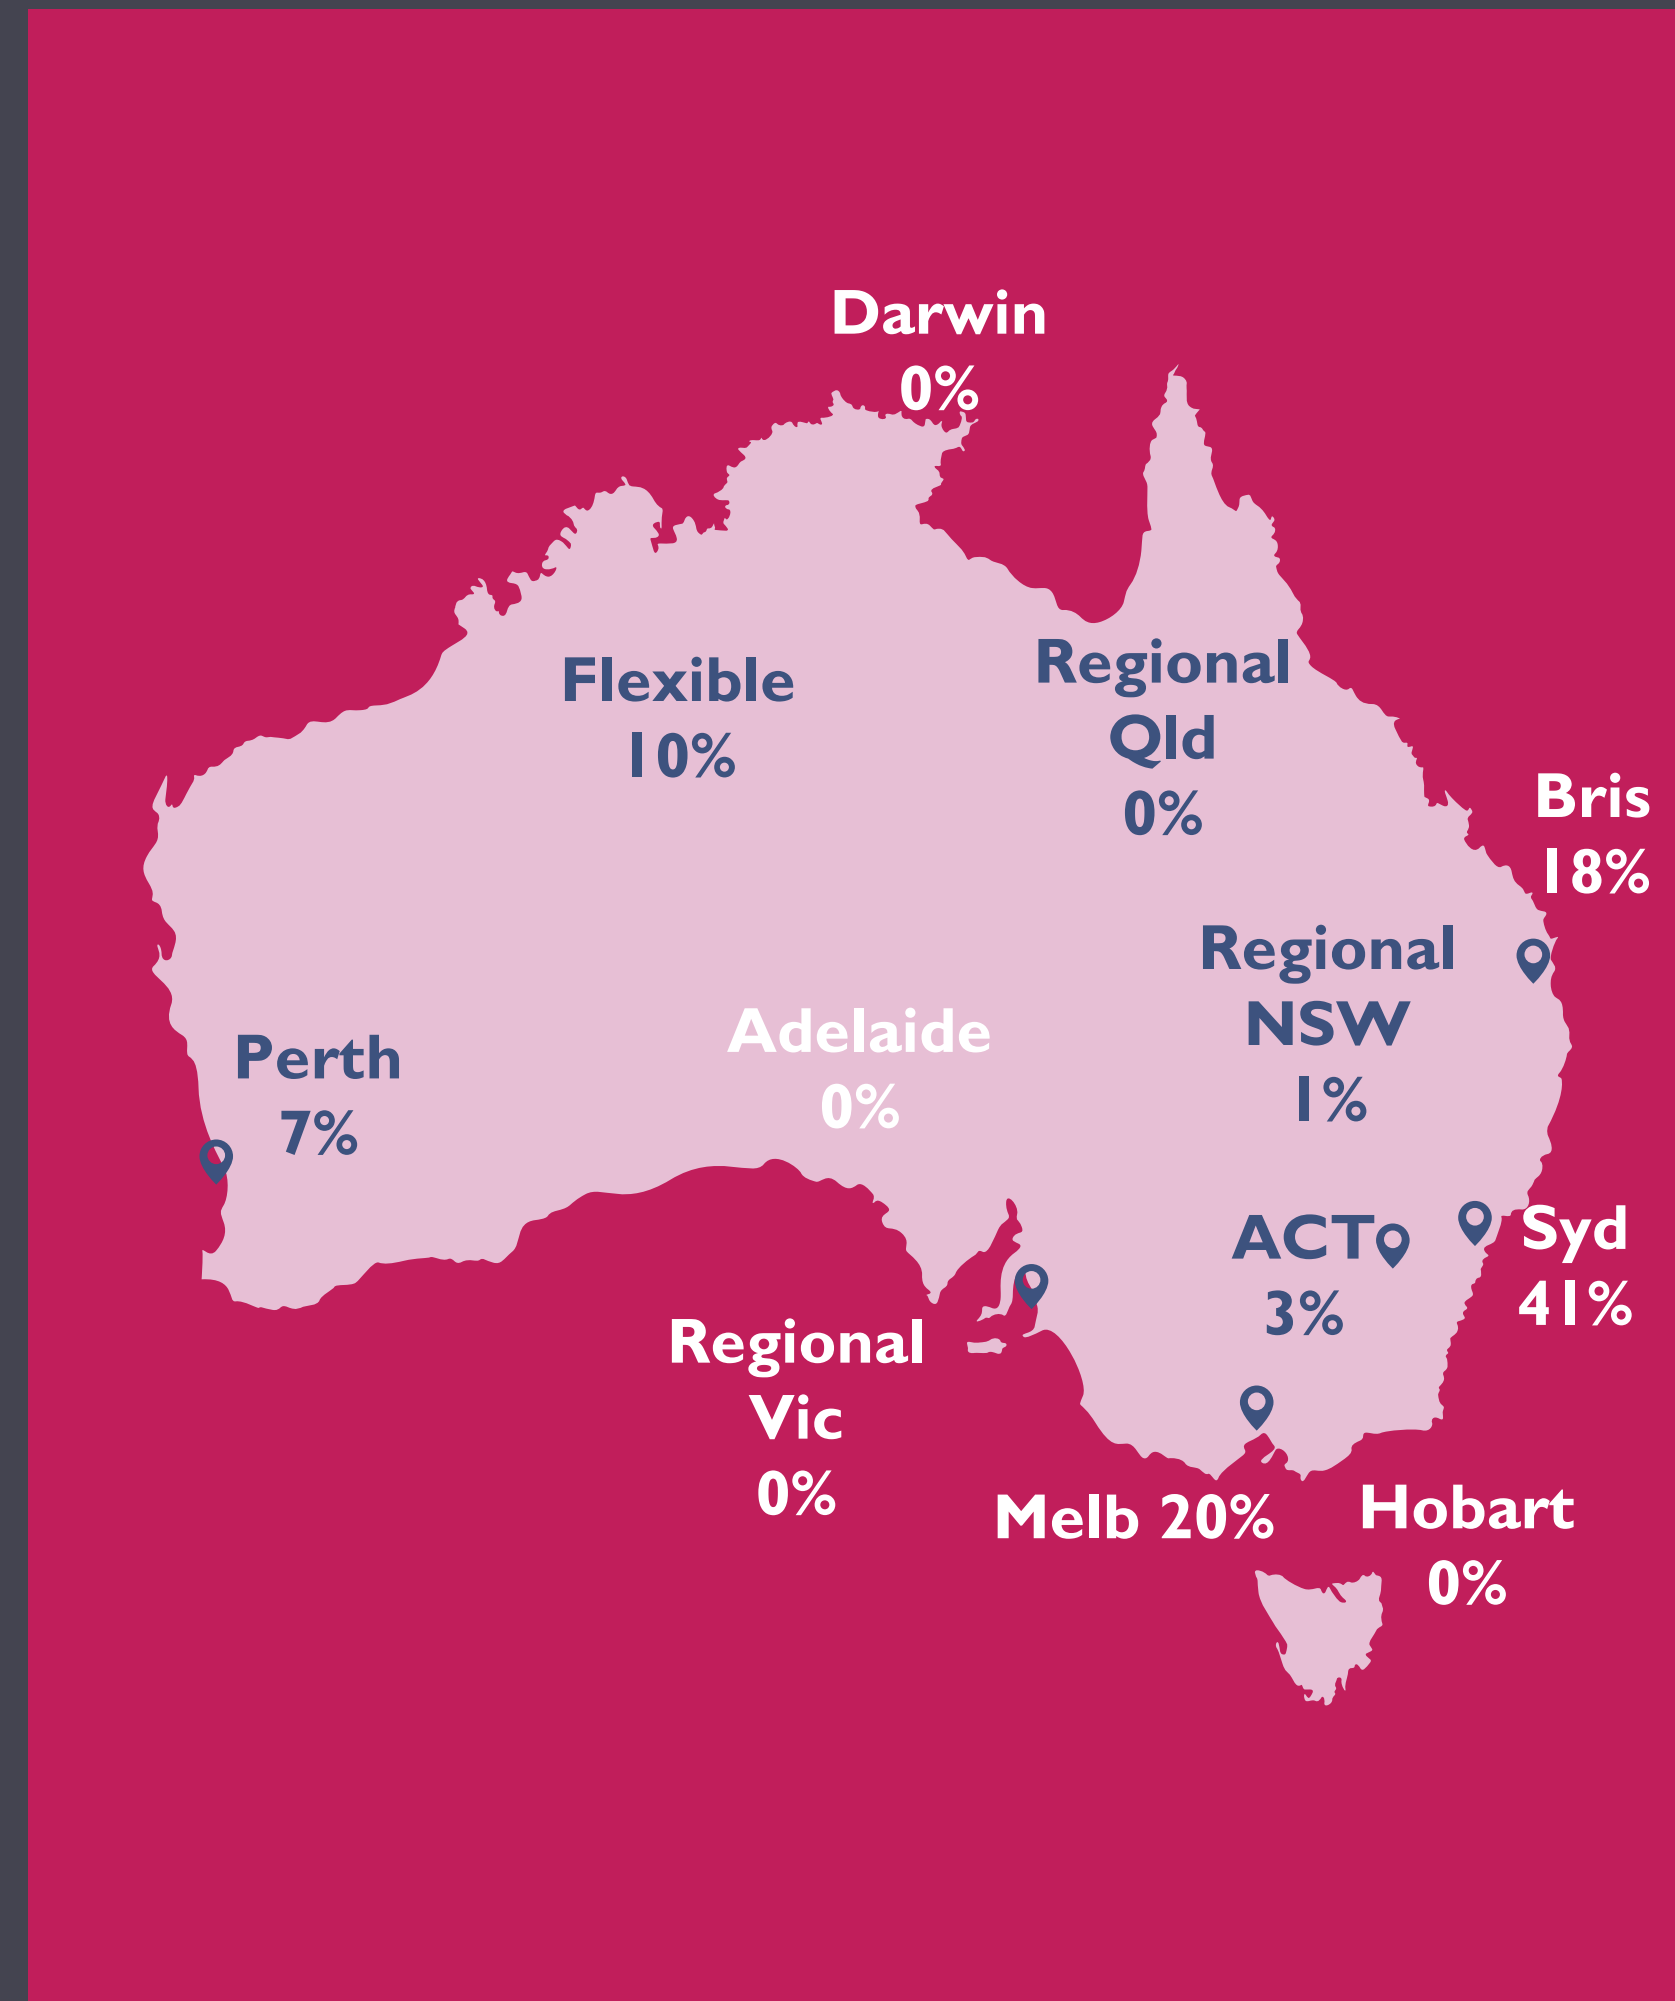 Darwin
0%
Flexible
10%
Regional
Qld
0%
Bris
18%
Regional
NSW
1%
Adelaide
0%
Perth
7%
ACT
3%
Syd
41%
Regional
Vic
0%
Melb 20%
Hobart
0%